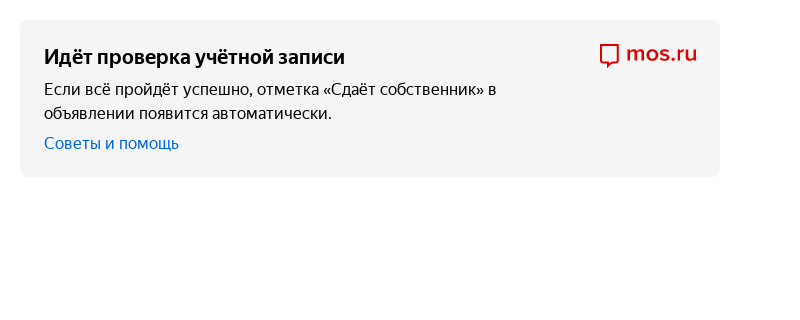 Идёт проверка учётной записи
mos.ru
Если всё пройдёт успешно, отметка «Сдаёт собственник» в
объявлении появится автоматически.
Советы и помощь